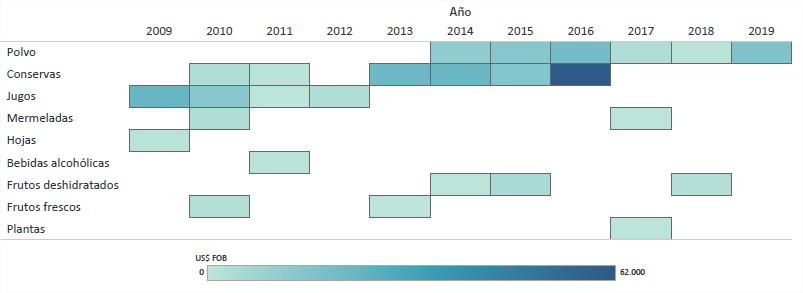 Año
2009 2010 2011 2012 2013 2014 2015 2016 2017 2018 2019
Polvo
Conservas
Jugos
Mermeladas
Hojas
Bebidas alcohólicas
Frutos deshidratados
Frutos frescos
Plantas
US$ FOB
0 62.000